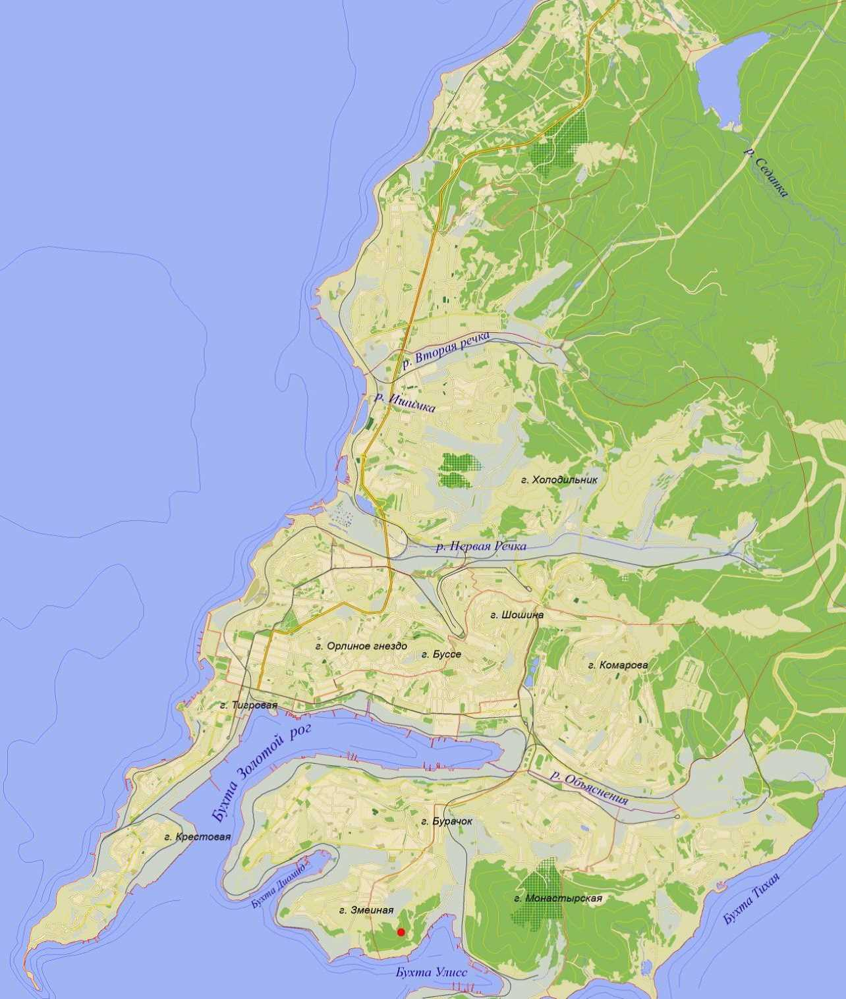 р. Седанка
р. Вторая речка
р. Ишимка
г. Холодильник
р. Первая Речка
г. Шошина
г. Орлиное гнездо
г. Буссе
г. Комарова
г. Тигровая
Бухта Золотой рог
р. Объяснения
г. Бурачок
г. Крестовая
Бухта Диомид
г. Монастырская
Бухта Тихая
г. Змеиная
Бухта Улисс